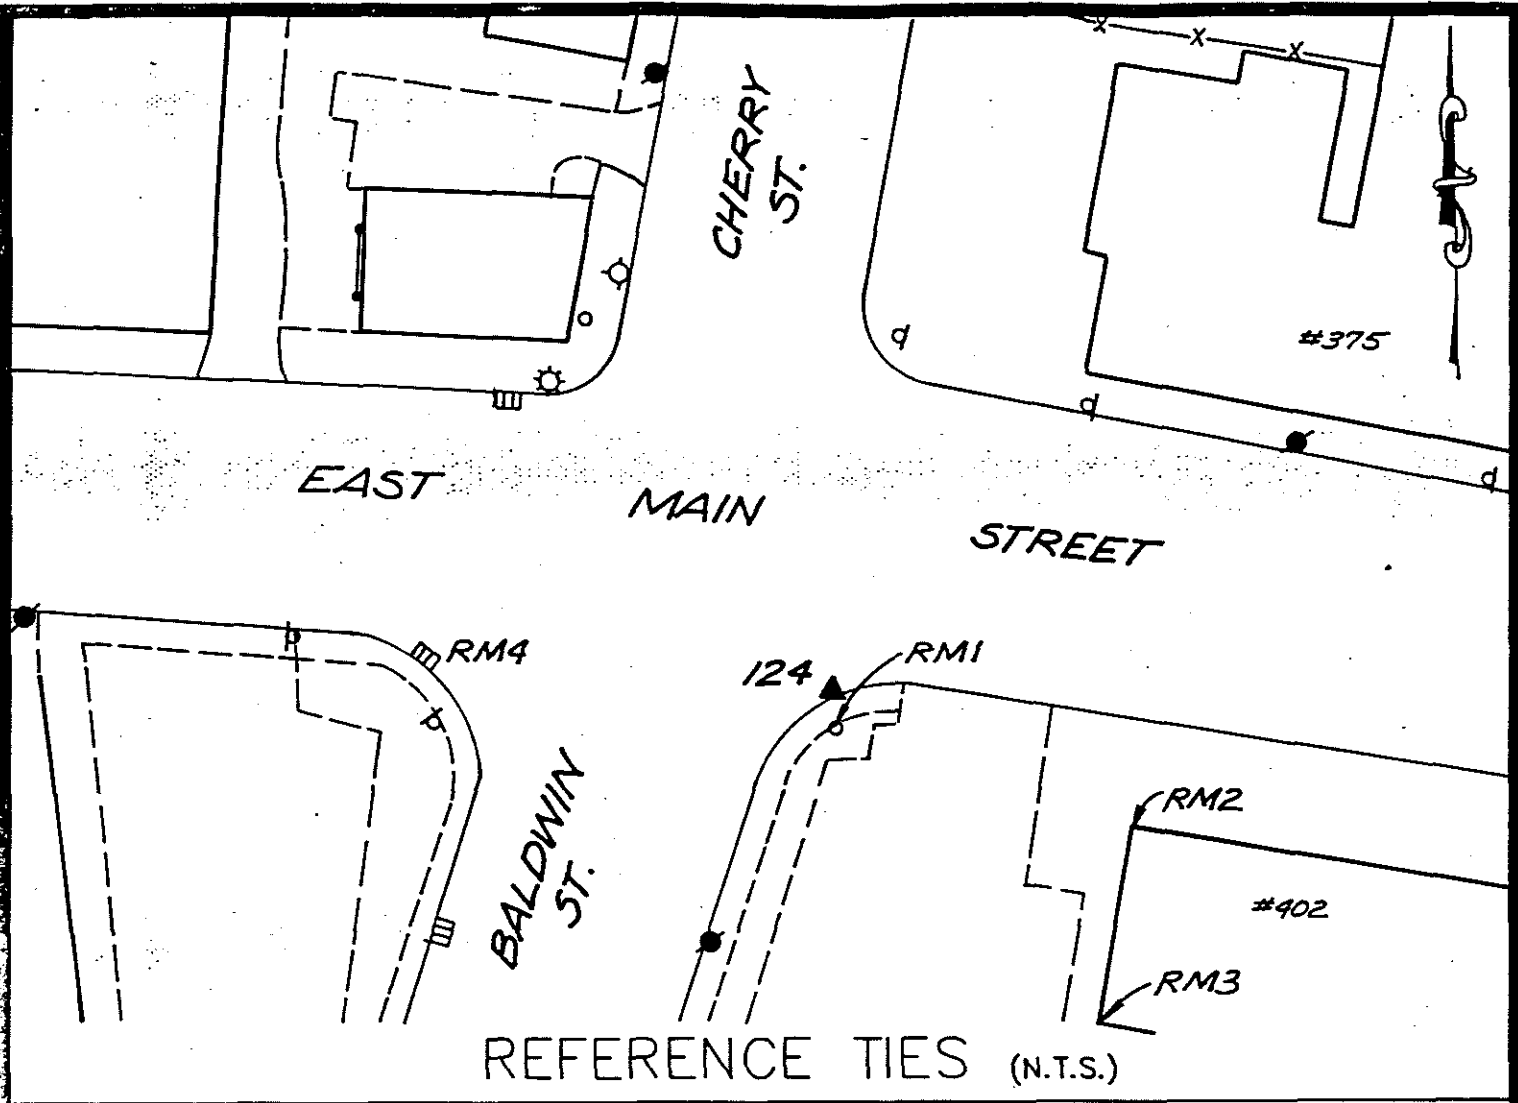 CHERRY
ST.
#375
EAST MAIN STREET
RM4
124
RM1
BALDWIN
ST.
RM2
#402
RM3
REFERENCE TIES (N.T.S.)